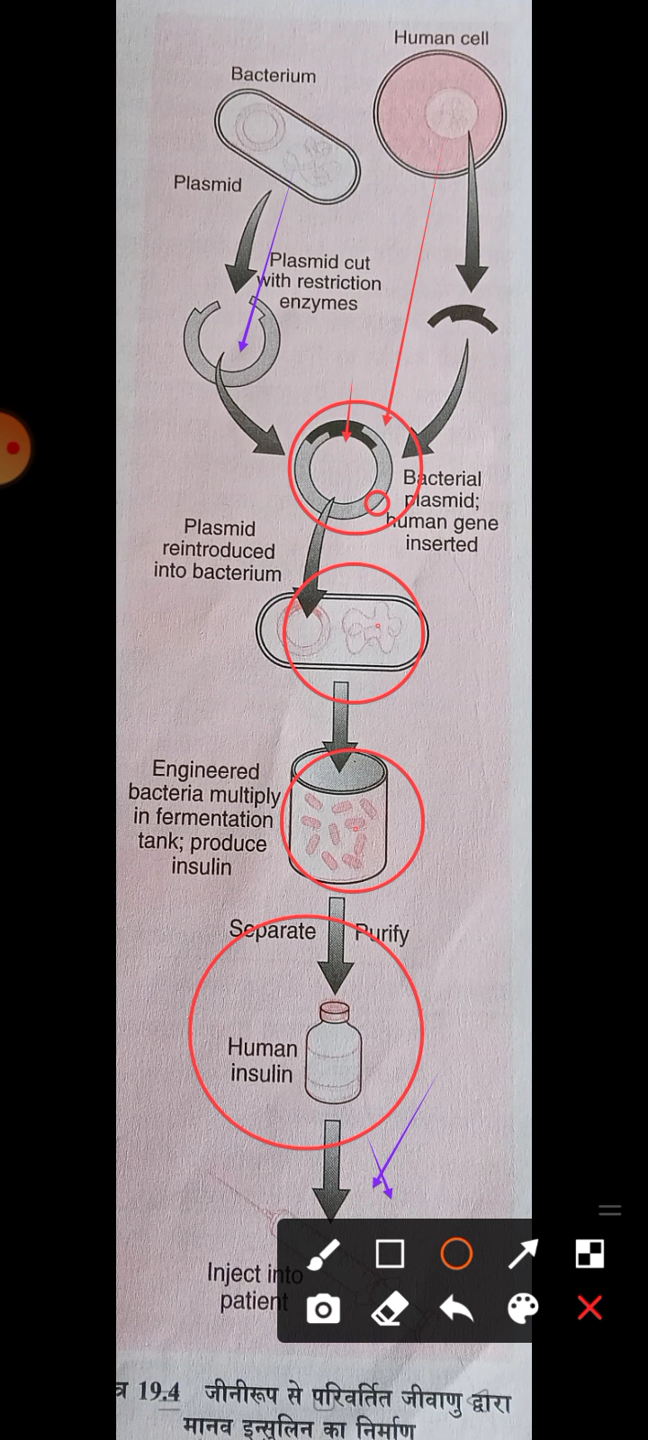 Human cell
Bacterium
Plasmid
Plasmid cut
with restriction
enzymes
Bacterial
plasmid;
human gene
inserted
Plasmid
reintroduced
into bacterium
Engineered
bacteria multiply
in fermentation
tank; produce
insulin
Separate Purify
Human
insulin
Inject into
patient
19.4 जीनीरूप से परिवर्तित जीवाणु द्वारा
मानव इन्सुलिन का निर्माण